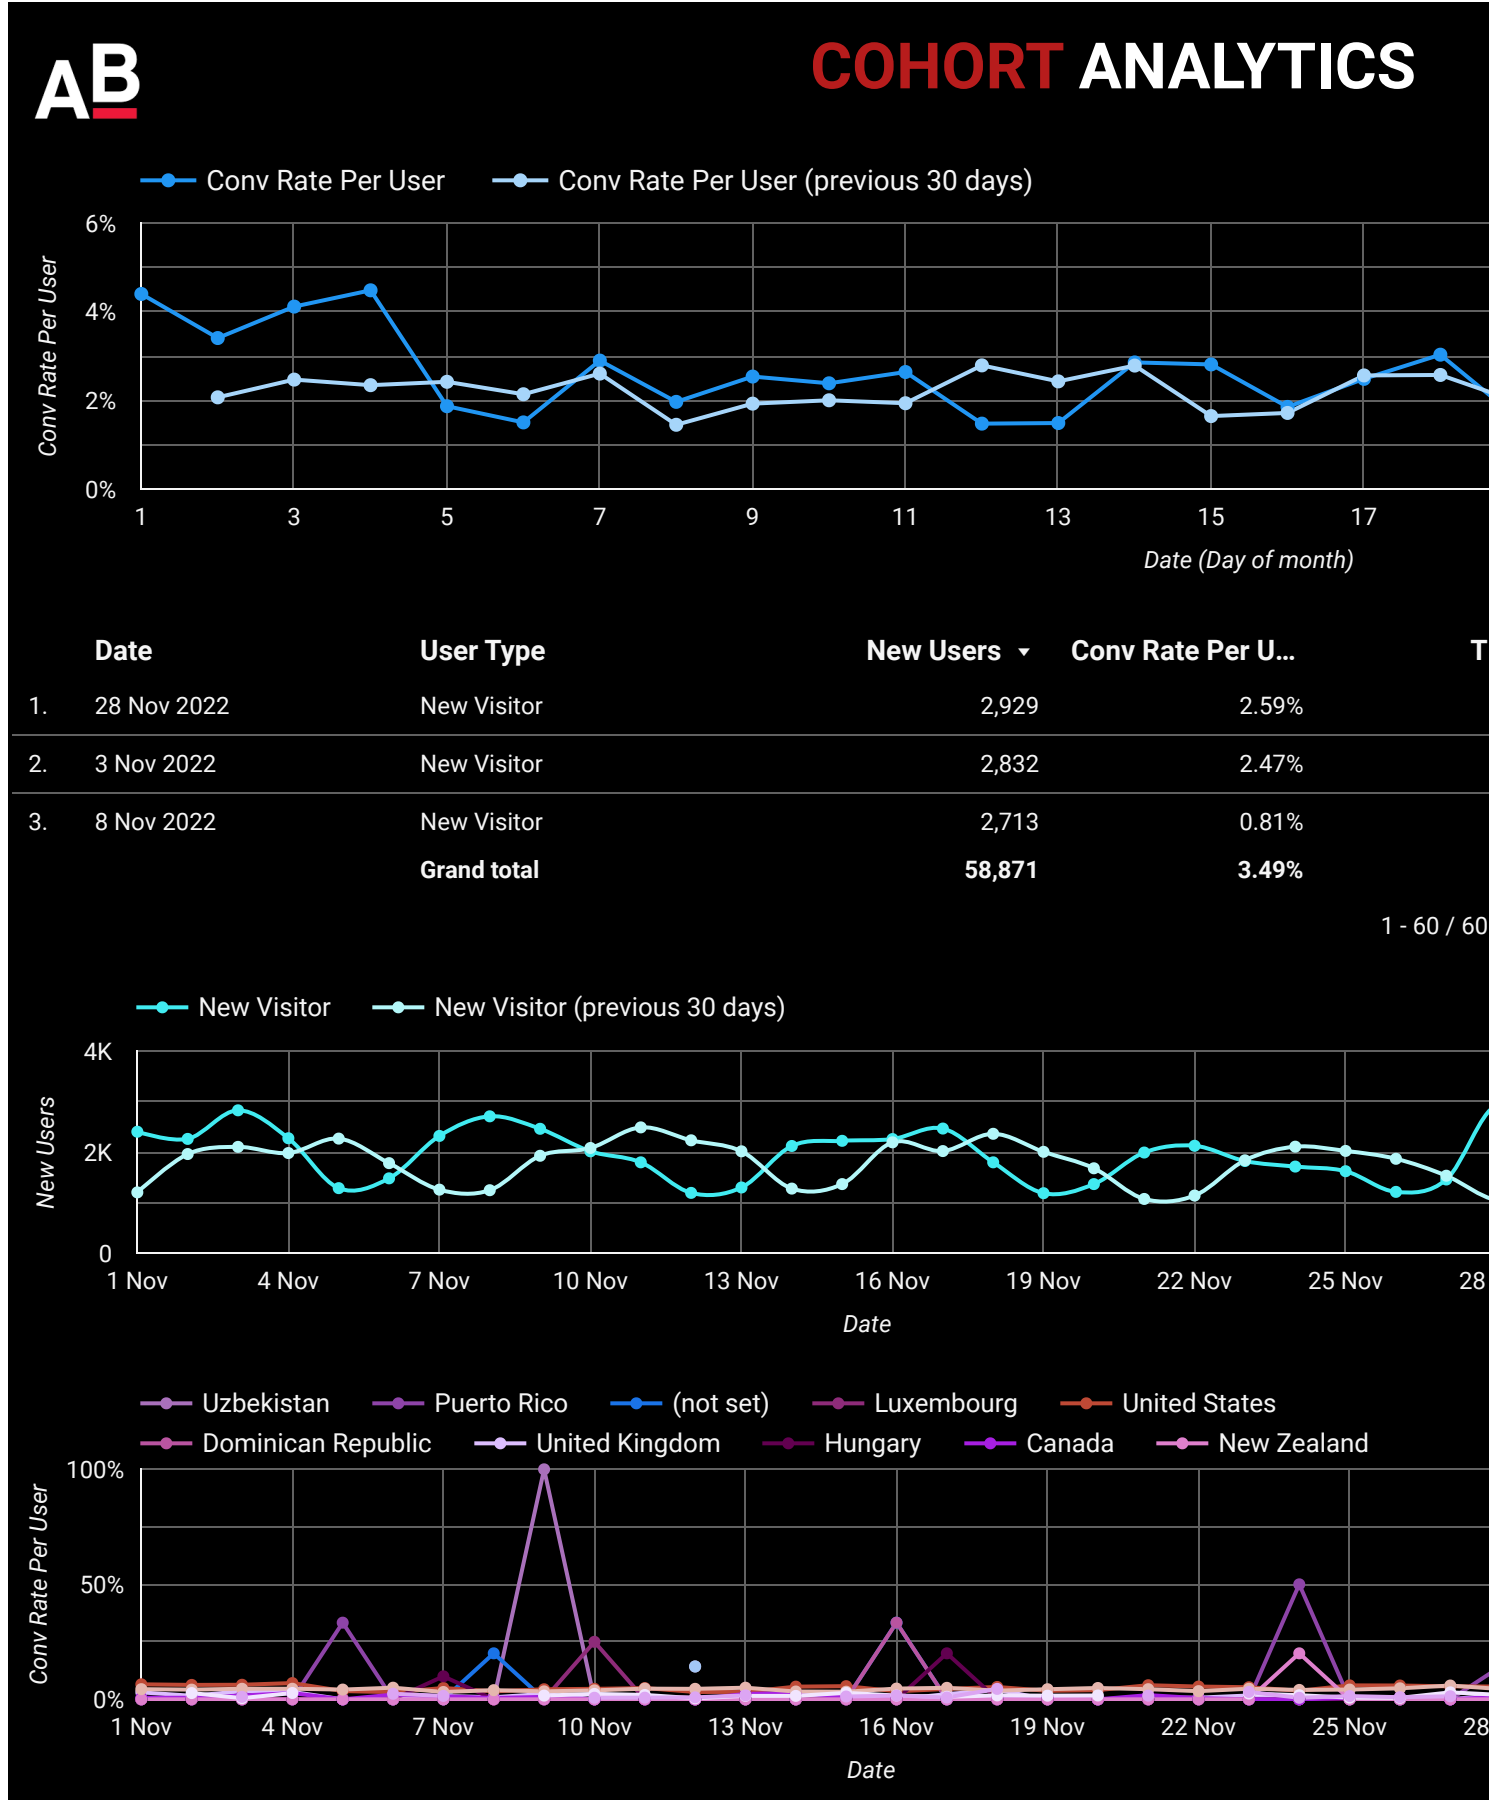 AB
COHORT ANALYTICS
Conv Rate Per User Conv Rate Per User (previous 30 days)
6%
4%
2%
0%
Conv Rate Per User
1 3 5 7 9 11 13 15 17
Date (Day of month)
Date User Type New Users Conv Rate Per U... T
1. 28 Nov 2022 New Visitor 2,929 2.59%
2. 3 Nov 2022 New Visitor 2,832 2.47%
3. 8 Nov 2022 New Visitor 2,713 0.81%
Grand total 58,871 3.49%
1 - 60 / 60
New Visitor New Visitor (previous 30 days)
4K
2K
0
New Users
1 Nov 4 Nov 7 Nov 10 Nov 13 Nov 16 Nov 19 Nov 22 Nov 25 Nov 28
Date
Uzbekistan Puerto Rico (not set) Luxembourg United States
Dominican Republic United Kingdom Hungary Canada New Zealand
100%
50%
0%
Conv Rate Per User
1 Nov 4 Nov 7 Nov 10 Nov 13 Nov 16 Nov 19 Nov 22 Nov 25 Nov 28
Date